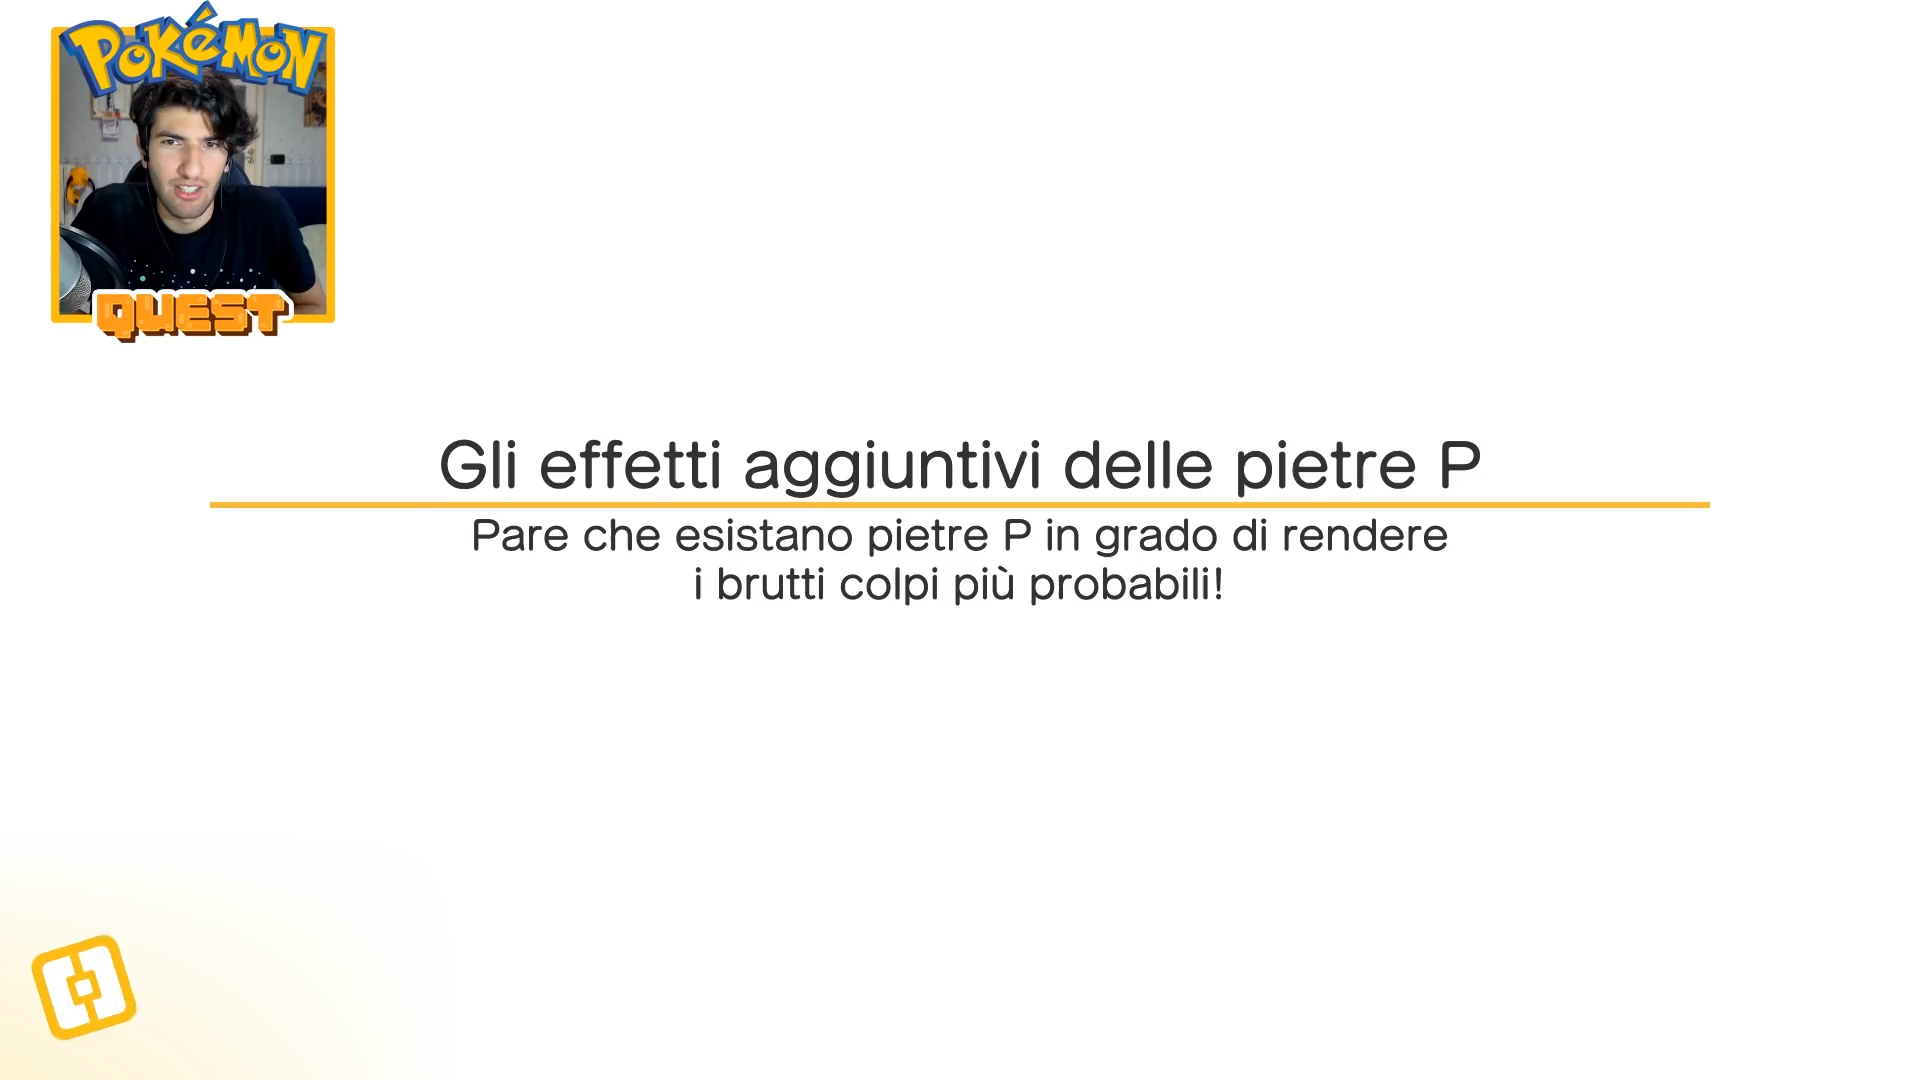 POKéMON
QUEST
Gli effetti aggiuntivi delle pietre P
Pare che esistano pietre P in grado di rendere
i brutti colpi più probabili!